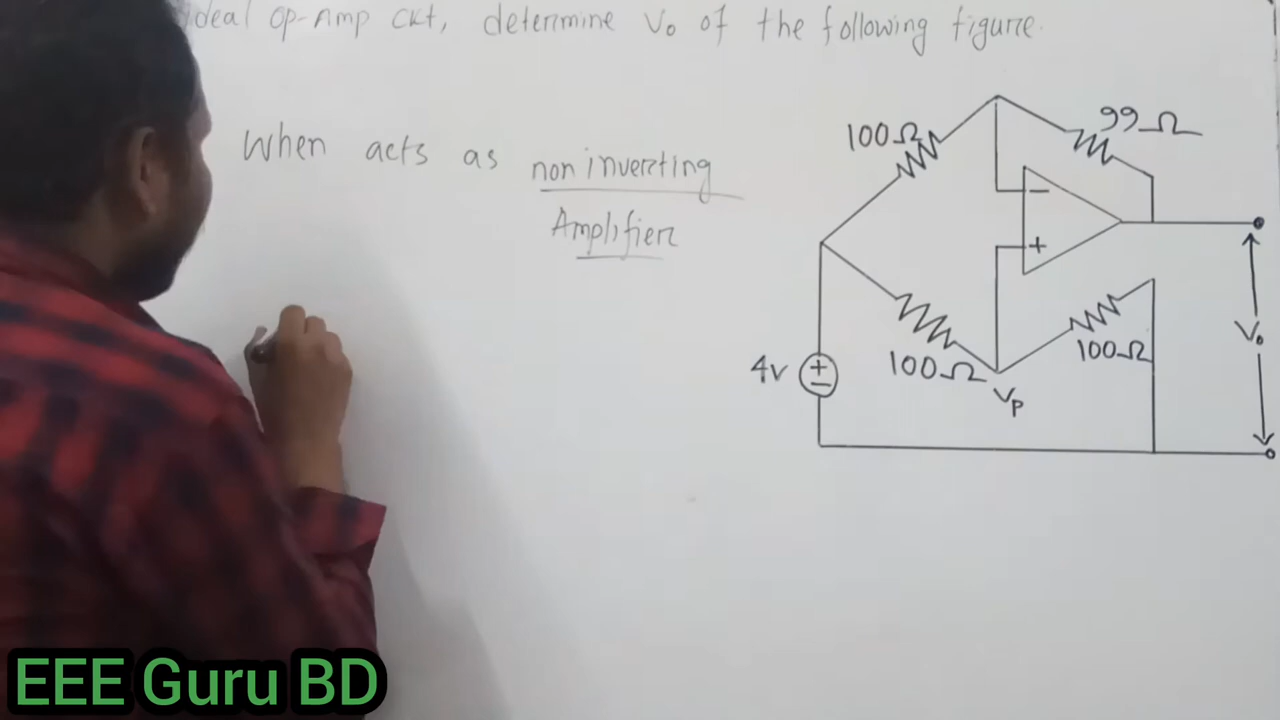 ideal op-Amp ckt, determine Vo of the following figure.
When acts as noninverting
Amplifier
100Ω
99Ω
−
+
4v
+
−
100Ω
100Ω
Vp
Vo
EEE Guru BD